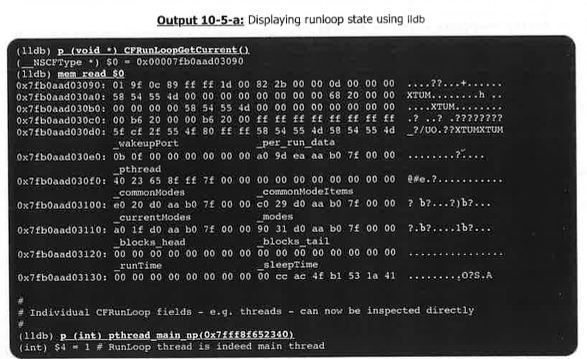 Output 10-5-a: Displaying runloop state using lldb
(lldb) p (void *) CFRunLoopGetCurrent()
(__NSCFType *) $0 = 0x00007fb0aad03090
(lldb) mem read $0
0x7fb0aad03090: 01 9f 0c 89 ff ff 1d 00 82 2b 00 00 0d 00 00 00 ....??...+......
0x7fb0aad030a0: 58 54 55 4d 00 00 00 00 00 00 00 00 68 20 00 00 XTUM........h ..
0x7fb0aad030b0: 00 00 00 00 58 54 55 4d 00 00 00 00 00 00 00 00 ....XTUM........
0x7fb0aad030c0: 00 b6 20 00 00 b6 20 00 ff ff ff ff ff ff ff ff .? ..? .????????
0x7fb0aad030d0: 5f cf 2f 55 4f 80 ff ff 58 54 55 4d 58 54 55 4d _?/UO.??XTUMXTUM
_wakeupPort _per_run_data
0x7fb0aad030e0: 0b 0f 00 00 00 00 00 00 a0 9d ea aa b0 7f 00 00
_pthread
0x7fb0aad030f0: 40 23 65 8f ff 7f 00 00 00 00 00 00 00 00 00 00 @#e.?...........
_commonModes _commonModeItems
0x7fb0aad03100: e0 20 d0 aa b0 7f 00 00 c0 29 d0 aa b0 7f 00 00
_currentModes _modes
0x7fb0aad03110: a0 1f d0 aa b0 7f 00 00 90 31 d0 aa b0 7f 00 00
_blocks_head _blocks_tail
0x7fb0aad03120: 00 00 00 00 00 00 00 00 00 00 00 00 00 00 00 00 ................
_runTime _sleepTime
0x7fb0aad03130: 00 00 00 00 00 00 00 00 cc ac 4f b1 53 1a 41
#
# Individual CFRunLoop fields - e.g. threads - can now be inspected directly
#
(lldb) p (int) pthread_main_np(0x7fff8f652340)
(int) $4 = 1 # RunLoop thread is indeed main thread